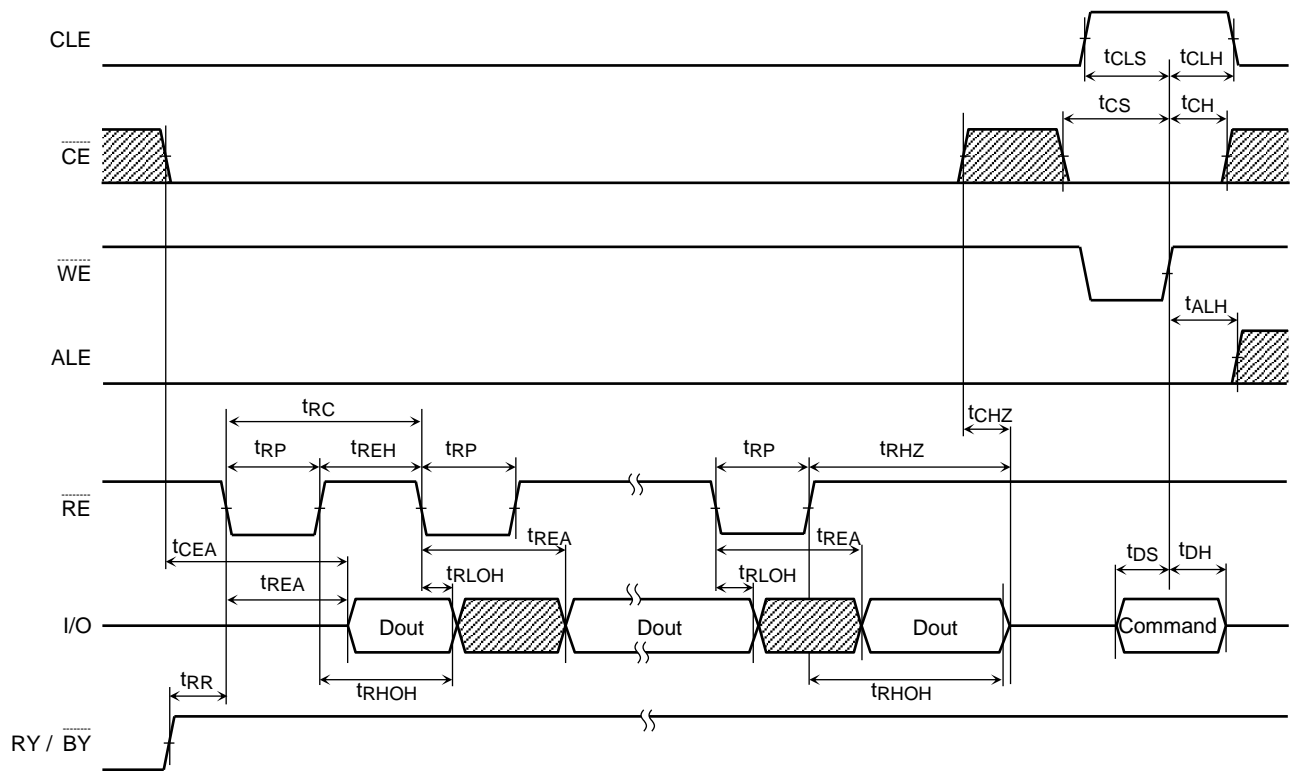 CLE
tCLS tCLH
tCS tCH
CE
WE
tALH
ALE
tRC
tCHZ
tRP tREH tRP tRP tRHZ
RE
tCEA tREA tREA
tREA tRLOH tRLOH tDS tDH
I/O Dout Dout Dout Command
tRR tRHOH tRHOH
RY / BY